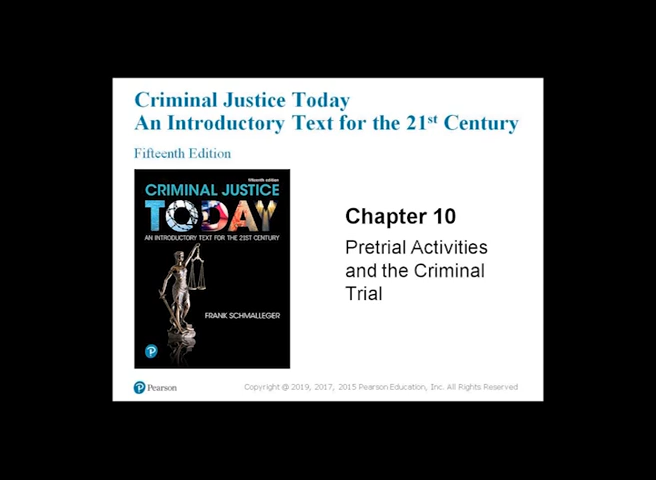 Criminal Justice Today
An Introductory Text for the 21st Century
Fifteenth Edition
fifteenth edition
CRIMINAL JUSTICE
TODAY
AN INTRODUCTORY TEXT FOR THE 21ST CENTURY
FRANK SCHMALLEGER
P
Chapter 10
Pretrial Activities
and the Criminal
Trial
P Pearson
Copyright @ 2019, 2017, 2015 Pearson Education, Inc. All Rights Reserved